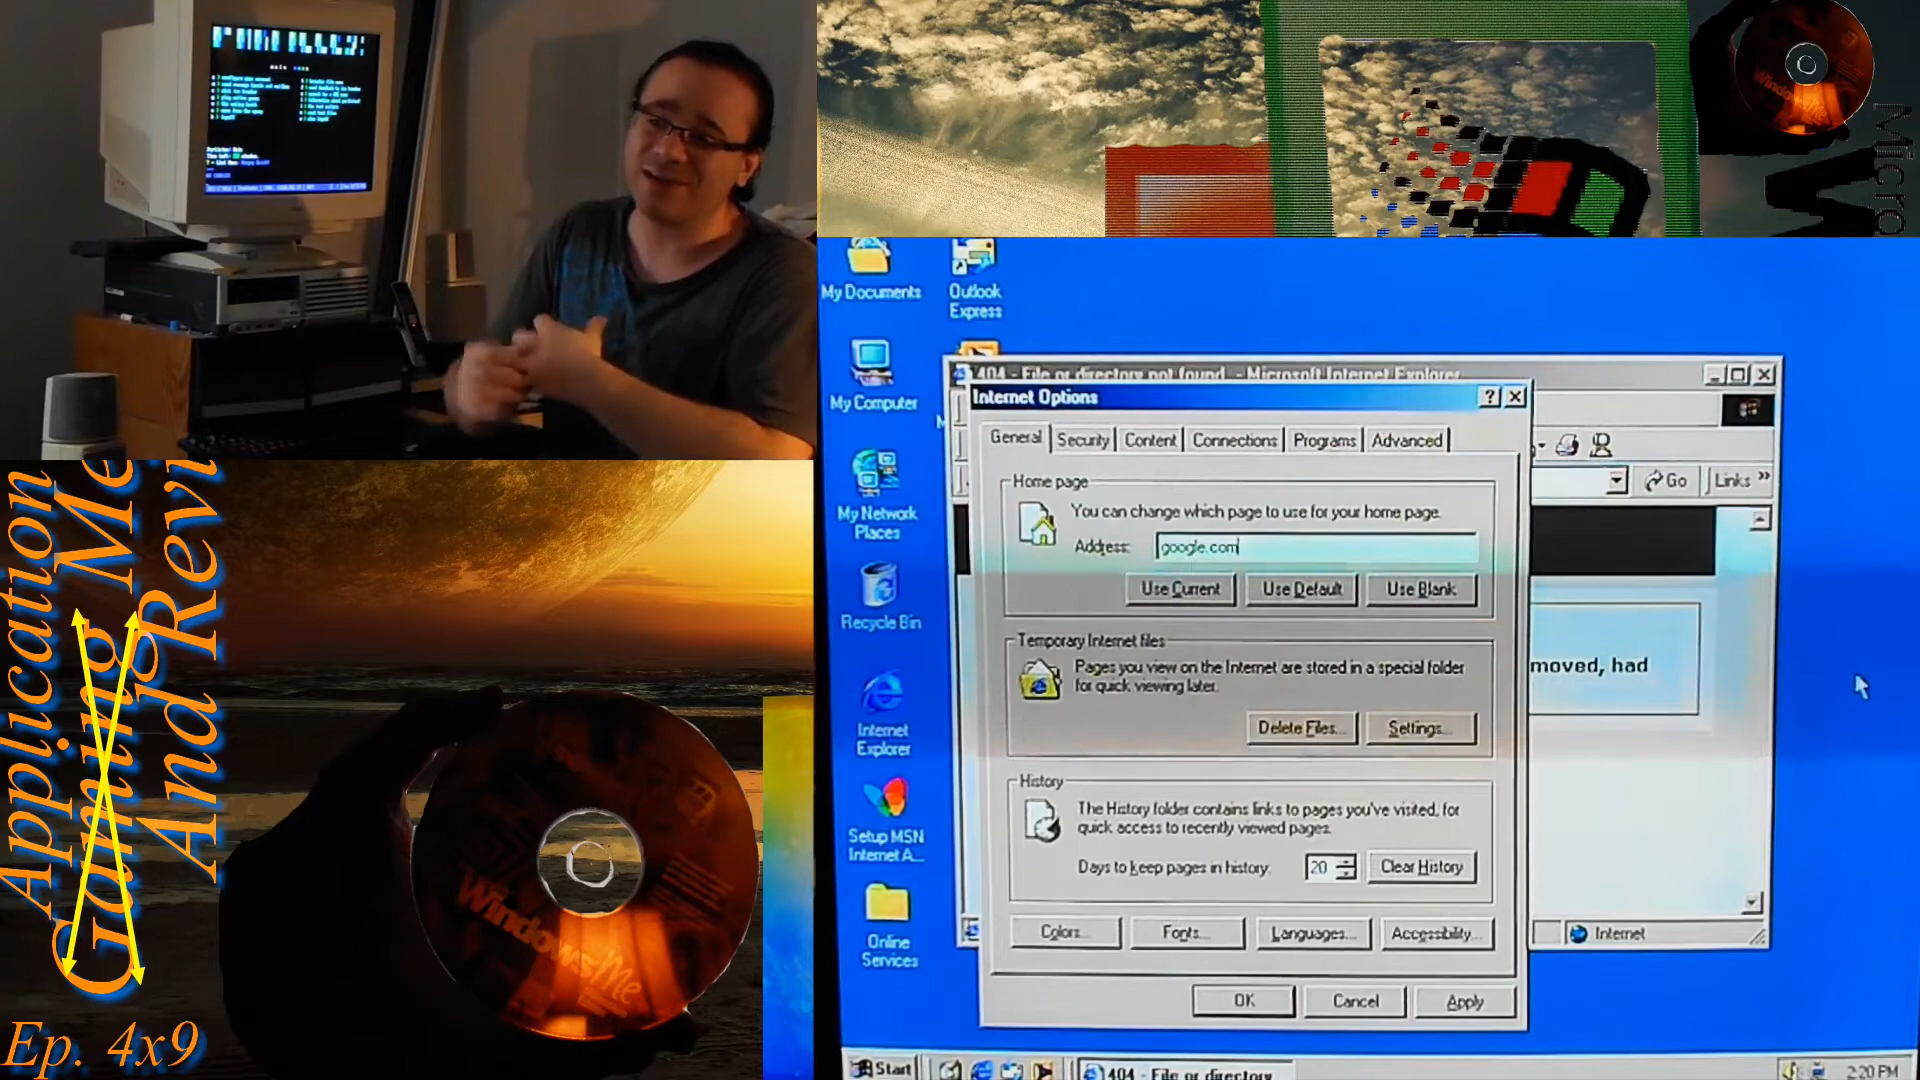 Application
Gaming Me
And Revi
Ep. 4x9
Windows Me
Windows Me
Micro
W
My Documents
Outlook
Express
My Computer
My Network
Places
Recycle Bin
Internet
Explorer
Setup MSN
Internet A...
Online
Services
404 - File or directory not found. - Microsoft Internet Explorer
Go
Links »
moved, had
Internet
Internet Options
General
Security
Content
Connections
Programs
Advanced
Home page
You can change which page to use for your home page.
Address:
google.com
Use Current
Use Default
Use Blank
Temporary Internet files
Pages you view on the Internet are stored in a special folder
for quick viewing later.
Delete Files...
Settings...
History
The History folder contains links to pages you've visited, for
quick access to recently viewed pages.
Days to keep pages in history:
20
Clear History
Colors...
Fonts...
Languages...
Accessibility...
OK
Cancel
Apply
Start
404 - File or directory
2:20 PM